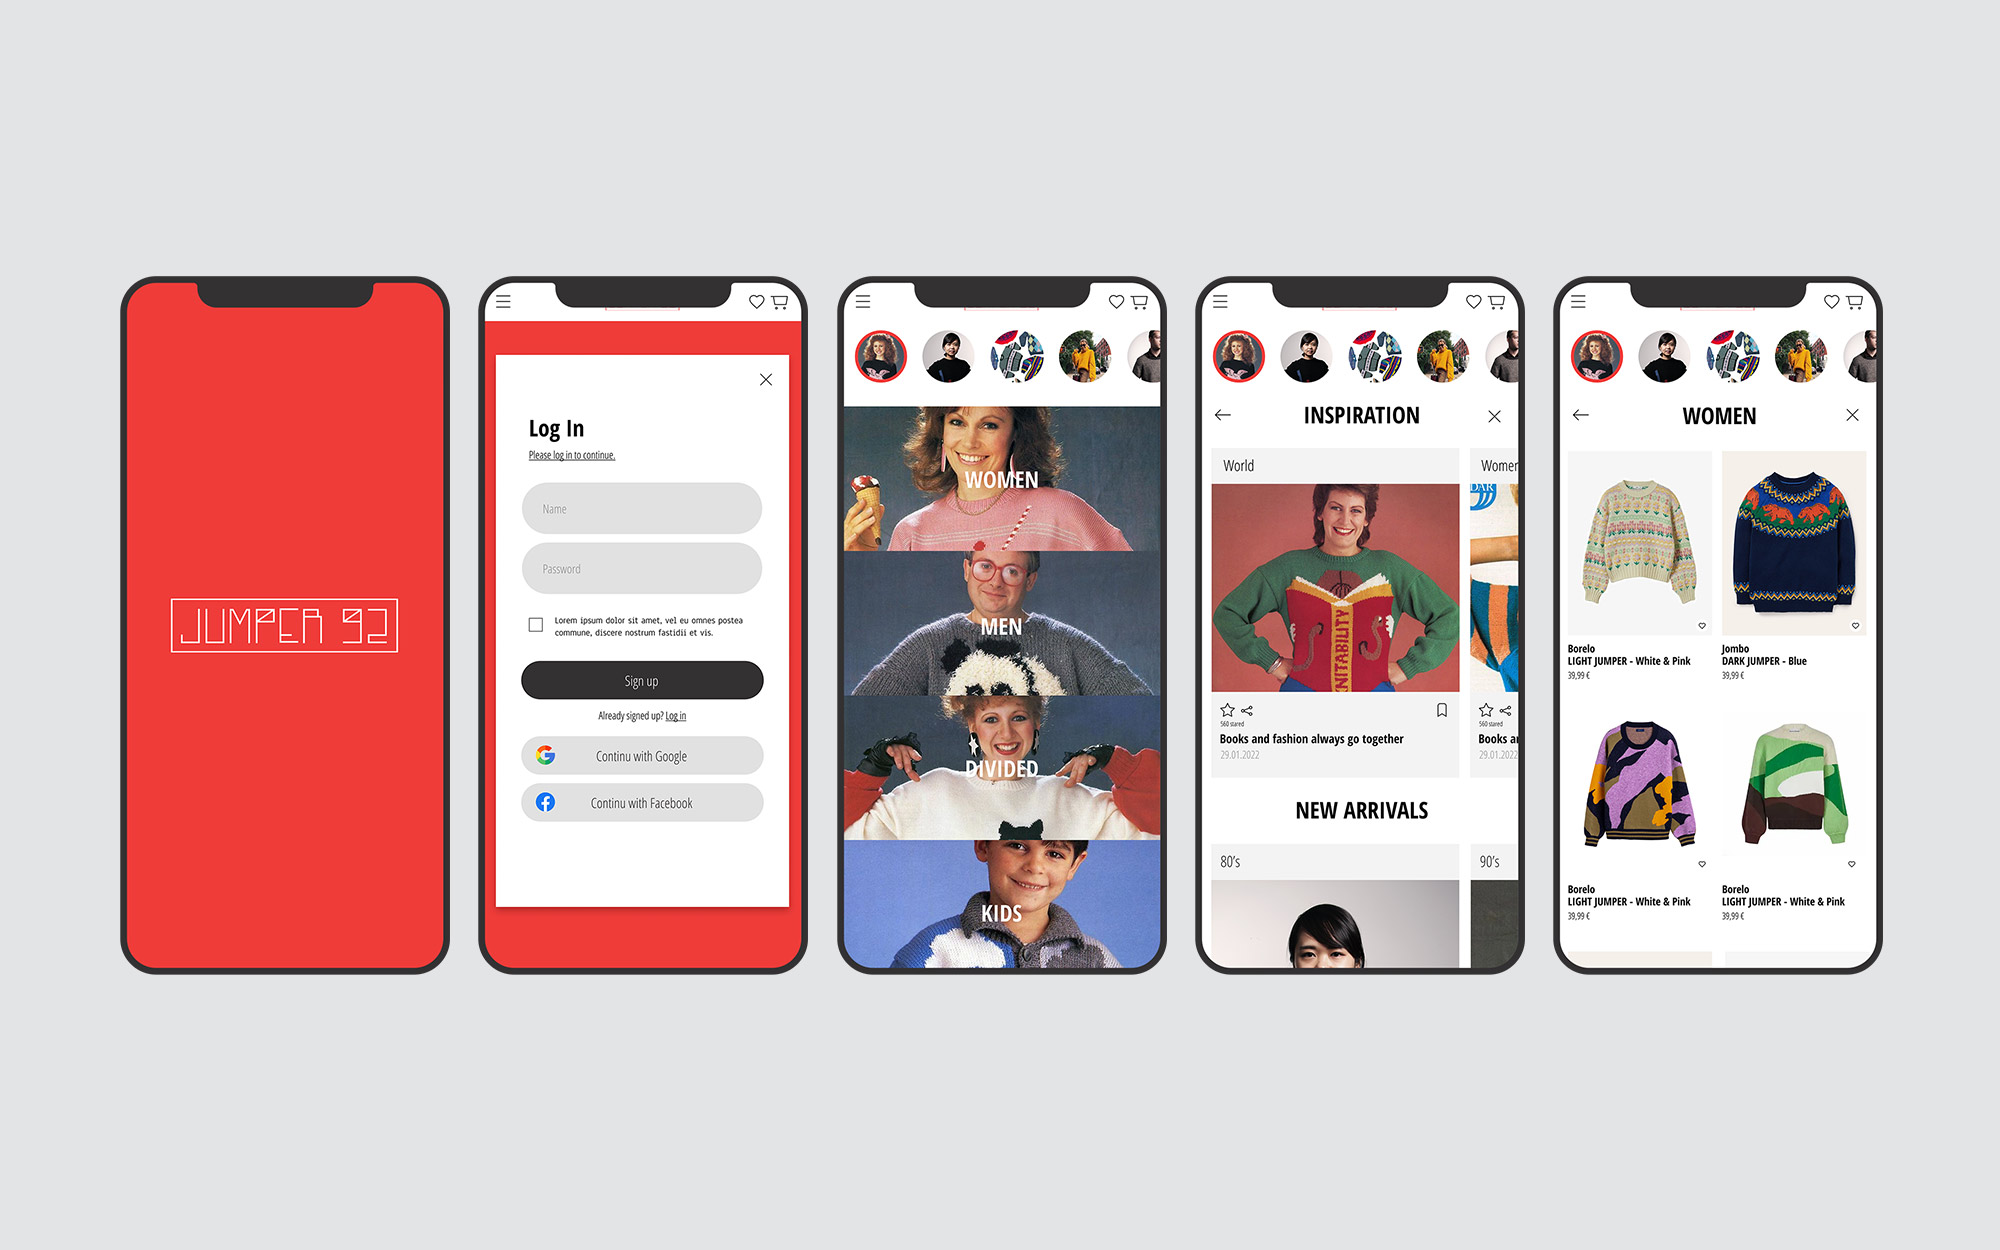 JUMPER 92
Log In
Please log in to continue.
Name
Password
Lorem ipsum dolor sit amet, vel eu omnes postea
commune, discere nostrum fastidii et vis.
Sign up
Already signed up? Log in
Continu with Google
Continu with Facebook
WOMEN
MEN
DIVIDED
KIDS
INSPIRATION
World
Women
DAR
KNITABILITY
560 stared
Books and fashion always go together
29.01.2022
560 stared
Books a
29.01.2022
NEW ARRIVALS
80's
90's
WOMEN
Borelo
LIGHT JUMPER - White & Pink
39,99 €
Jombo
DARK JUMPER - Blue
39,99 €
Borelo
LIGHT JUMPER - White & Pink
39,99 €
Borelo
LIGHT JUMPER - White & Pink
39,99 €